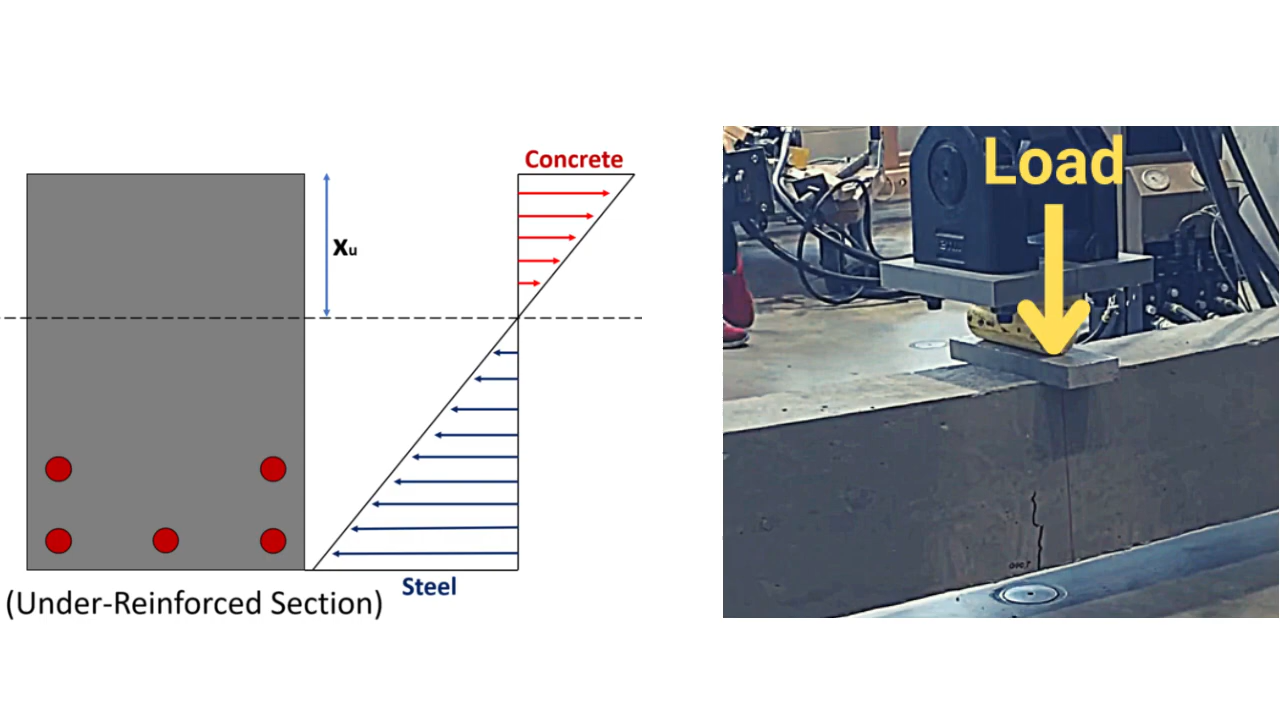 Concrete
xu
Steel
(Under-Reinforced Section)
Load